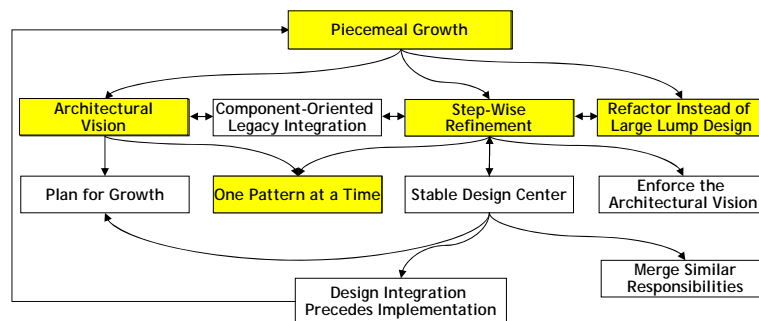 Piecemeal Growth
Architectural
Vision
Component-Oriented
Legacy Integration
Step-Wise
Refinement
Refactor Instead of
Large Lump Design
Plan for Growth
One Pattern at a Time
Stable Design Center
Enforce the
Architectural Vision
Design Integration
Precedes Implementation
Merge Similar
Responsibilities